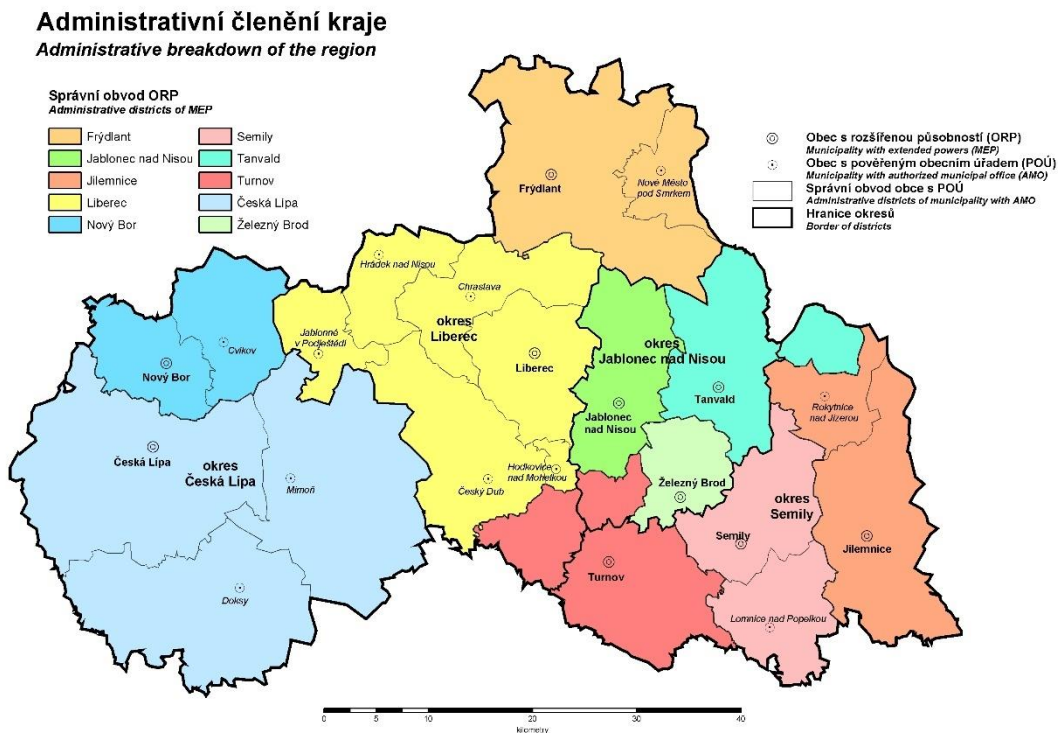 Administrativní členění kraje
Administrative breakdown of the region
Správní obvod ORP
Administrative districts of MEP
Frýdlant
Jablonec nad Nisou
Jilemnice
Liberec
Nový Bor
Semily
Tanvald
Turnov
Česká Lípa
Železný Brod
Obec s rozšířenou působností (ORP)
Municipality with extended powers (MEP)
Obec s pověřeným obecním úřadem (POÚ)
Municipality with authorized municipal office (AMO)
Správní obvod obce s POÚ
Administrative districts of municipality with AMO
Hranice okresů
Border of districts
Frýdlant
Nové Město
pod Smrkem
Hrádek nad Nisou
Chrastava
okres
Liberec
Jablonné
v Podještědí
Cvikov
Nový Bor
Liberec
okres
Jablonec nad Nisou
Tanvald
Jablonec
nad Nisou
Rokytnice
nad Jizerou
Česká Lípa
okres
Česká Lípa
Mimoň
Český Dub
Hodkovice
nad Mohelkou
Železný Brod
okres
Semily
Semily
Jilemnice
Turnov
Doksy
Lomnice nad Popelkou
0 5 10 20 30 40
kilometry